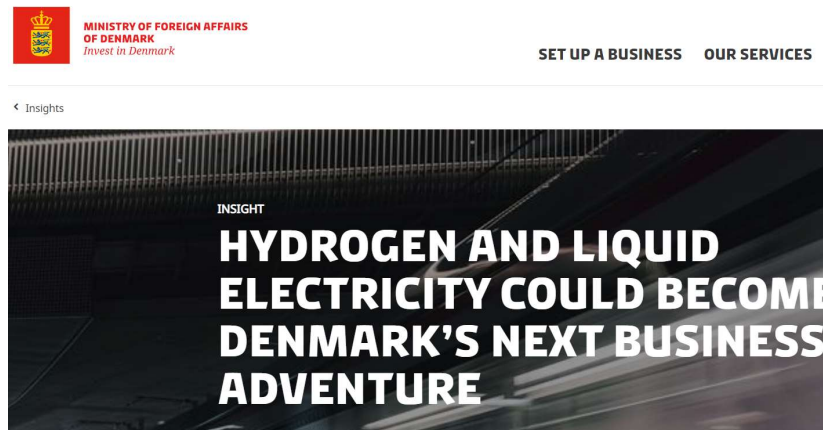 MINISTRY OF FOREIGN AFFAIRS
OF DENMARK
Invest in Denmark
SET UP A BUSINESS OUR SERVICES
Insights
INSIGHT
HYDROGEN AND LIQUID
ELECTRICITY COULD BECOME
DENMARK'S NEXT BUSINESS
ADVENTURE